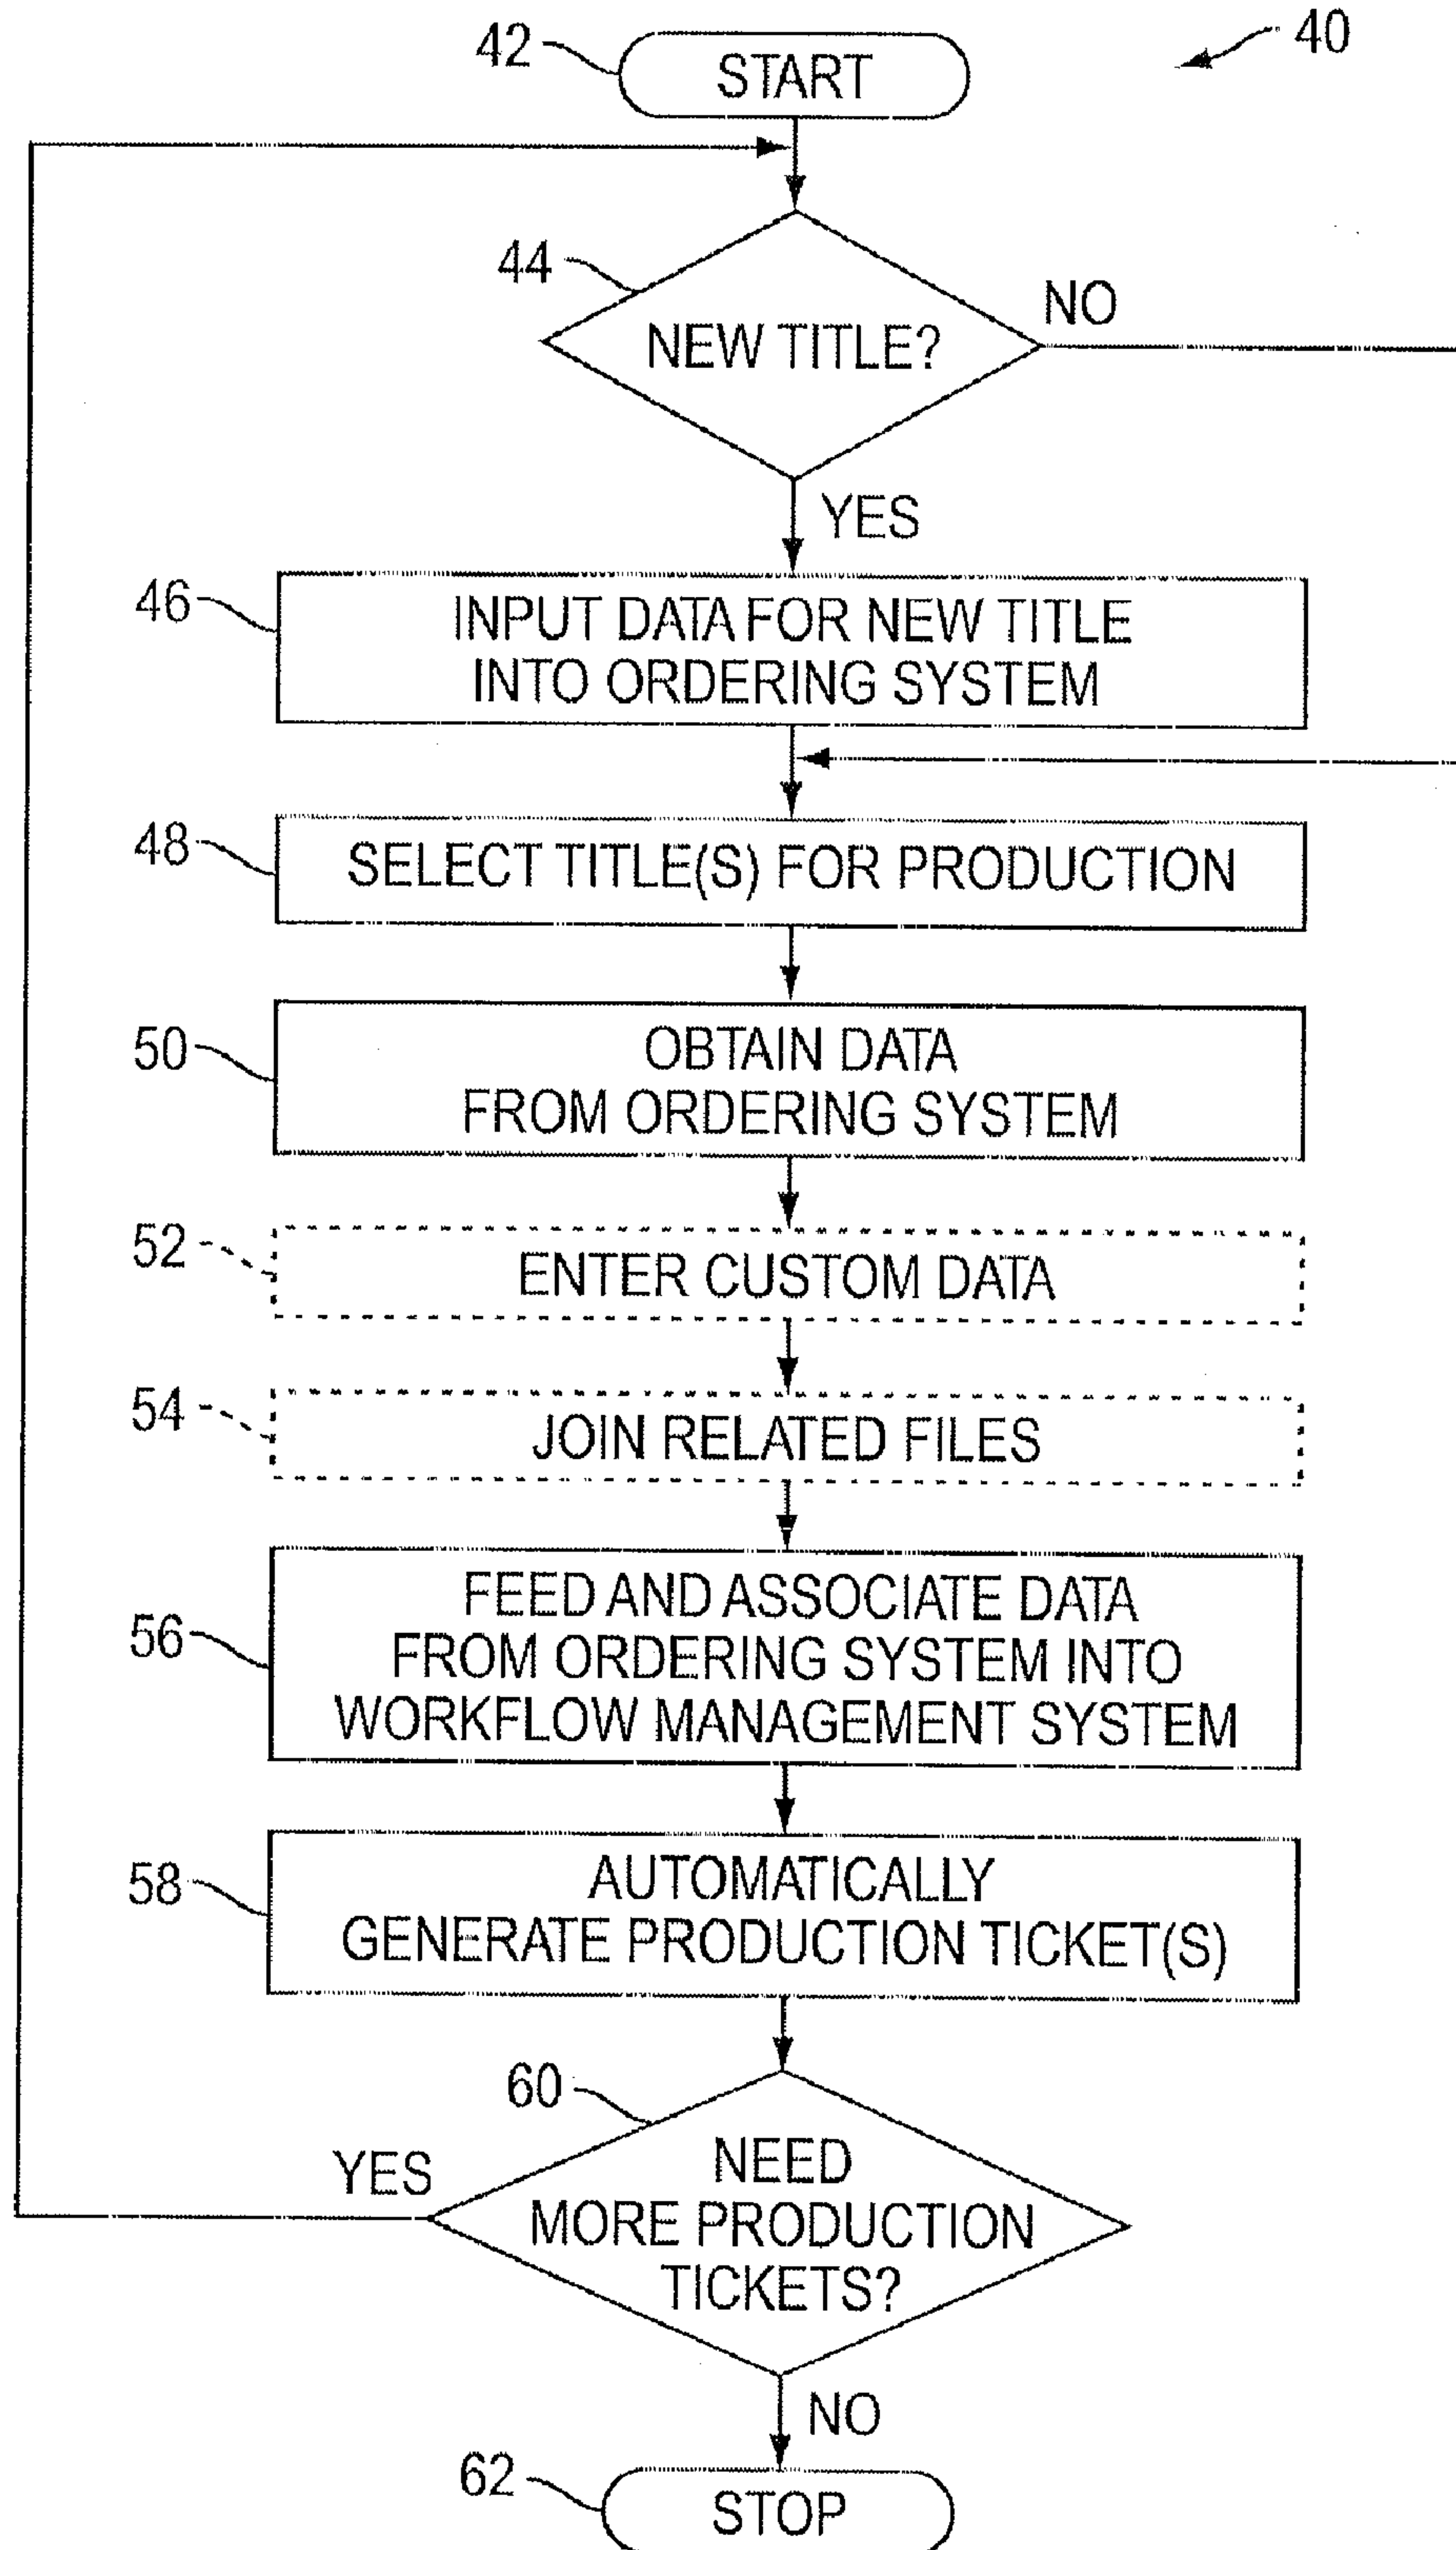 42
START
40
44
NEW TITLE?
NO
YES
46
INPUT DATA FOR NEW TITLE
INTO ORDERING SYSTEM
48
SELECT TITLE(S) FOR PRODUCTION
50
OBTAIN DATA
FROM ORDERING SYSTEM
52
ENTER CUSTOM DATA
54
JOIN RELATED FILES
56
FEED AND ASSOCIATE DATA
FROM ORDERING SYSTEM INTO
WORKFLOW MANAGEMENT SYSTEM
58
AUTOMATICALLY
GENERATE PRODUCTION TICKET(S)
60
YES
NEED
MORE PRODUCTION
TICKETS?
NO
62
STOP